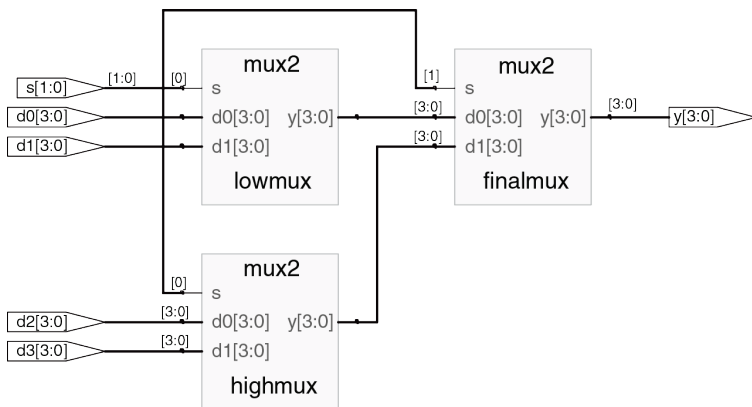 mux2
mux2
[1:0]
[0]
[1]
s[1:0]
s
s
[3:0]
[3:0]
d0[3:0]
d0[3:0]
y[3:0]
d0[3:0]
y[3:0]
y[3:0]
[3:0]
d1[3:0]
d1[3:0]
d1[3:0]
lowmux
finalmux
mux2
[0]
s
[3:0]
d2[3:0]
d0[3:0]
y[3:0]
[3:0]
d3[3:0]
d1[3:0]
highmux